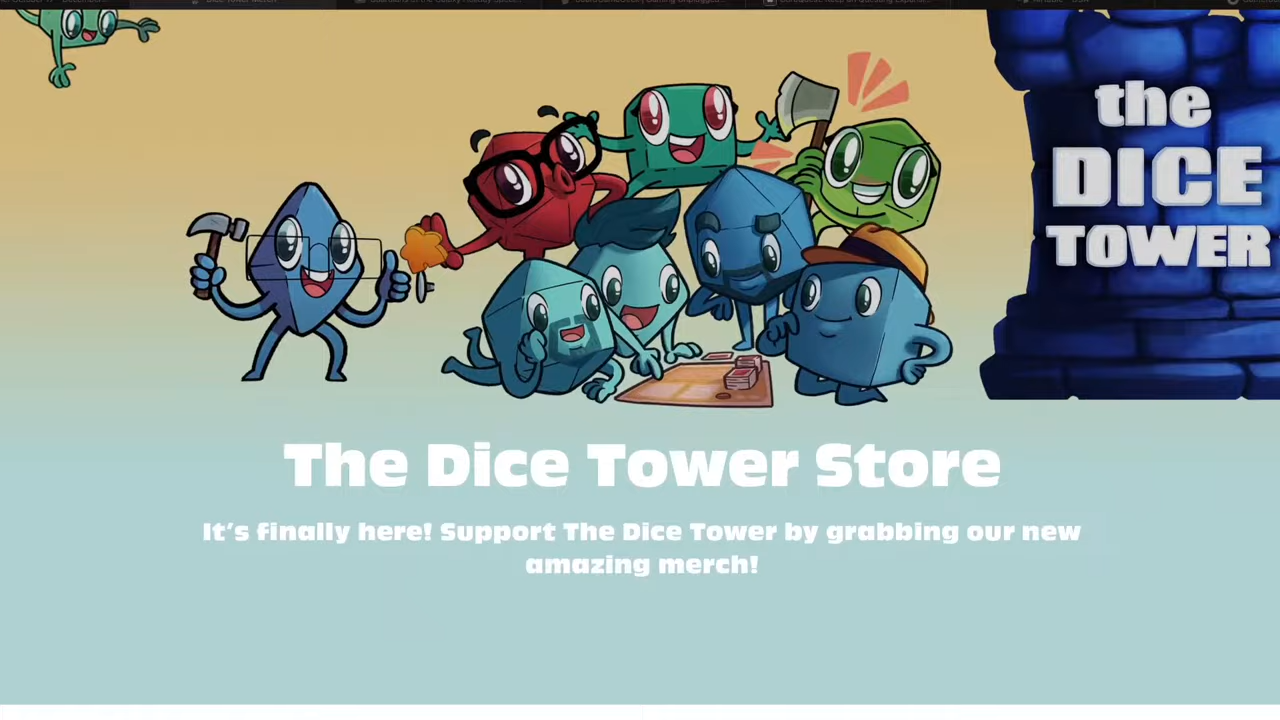 the
DICE
TOWER
The Dice Tower Store
It's finally here! Support The Dice Tower by grabbing our new
amazing merch!